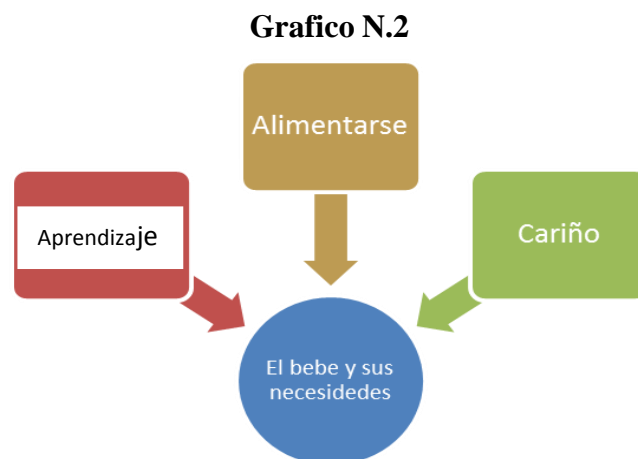 Grafico N.2
Alimentarse
Aprendizaje
Cariño
El bebe y sus
necesidedes